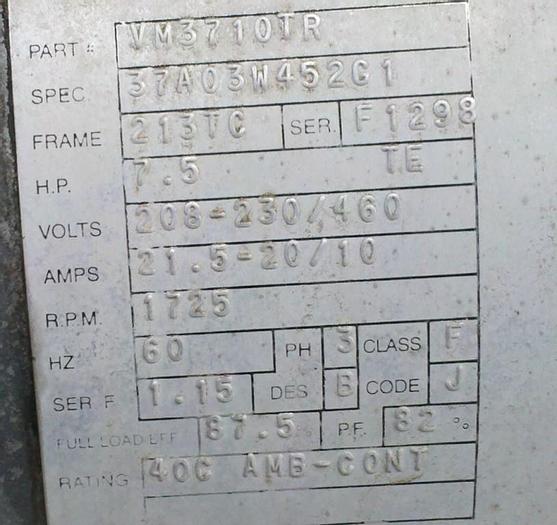 PART # VM3710TR
SPEC. 37A03W452G1
FRAME 213TC SER. F1298
H.P. 7.5 TE
VOLTS 208-230/460
AMPS 21.5-20/10
R.P.M. 1725
HZ 60 PH 3 CLASS F
SER F 1.15 DES B CODE J
FULL LOAD EFF 87.5 P.F. 82 %
RATING 40C AMB-CONT